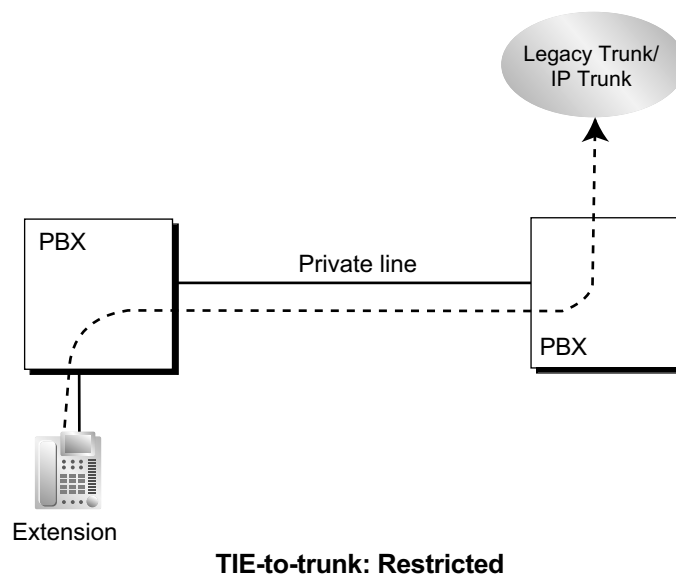 Legacy Trunk/
IP Trunk
PBX
Private line
PBX
Extension
TIE-to-trunk: Restricted